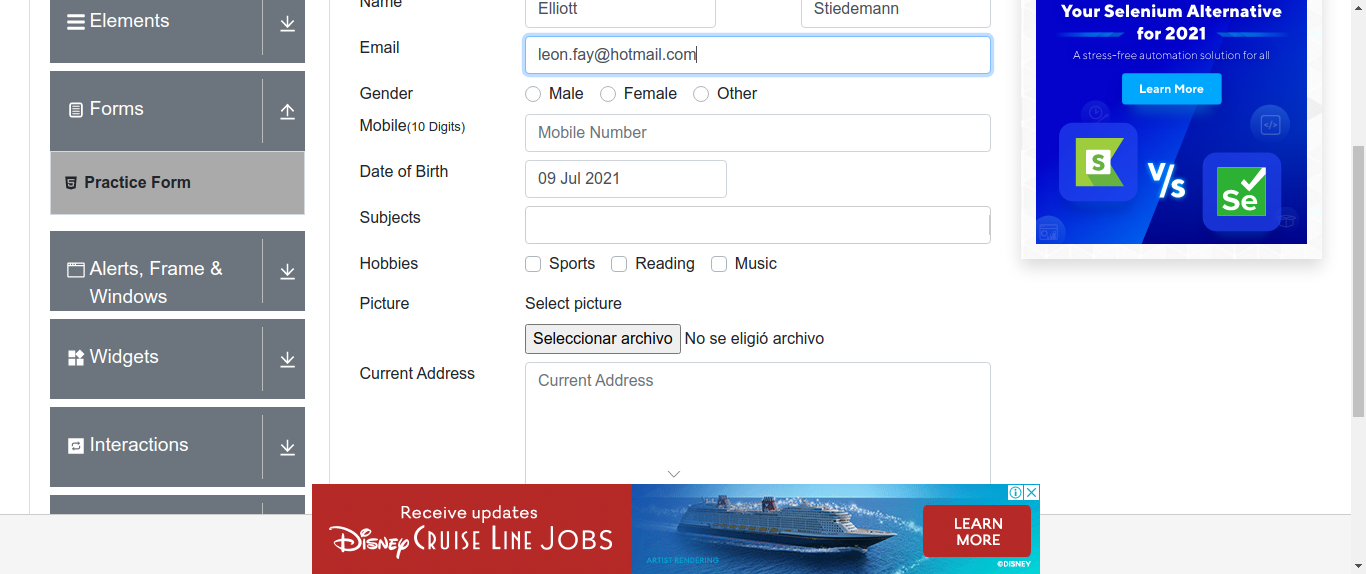 Elements
Forms
Practice Form
Alerts, Frame &
Windows
Widgets
Interactions
Name
Elliott
Stiedemann
Email
leon.fay@hotmail.com
Gender
Male
Female
Other
Mobile(10 Digits)
Mobile Number
Date of Birth
09 Jul 2021
Subjects
Hobbies
Sports
Reading
Music
Picture
Select picture
Seleccionar archivo No se eligió archivo
Current Address
Current Address
Your Selenium Alternative
for 2021
A stress-free automation solution for all
Learn More
S
V/S
Se
Receive updates
Disney Cruise Line Jobs
ARTIST RENDERING
LEARN
MORE
©DISNEY